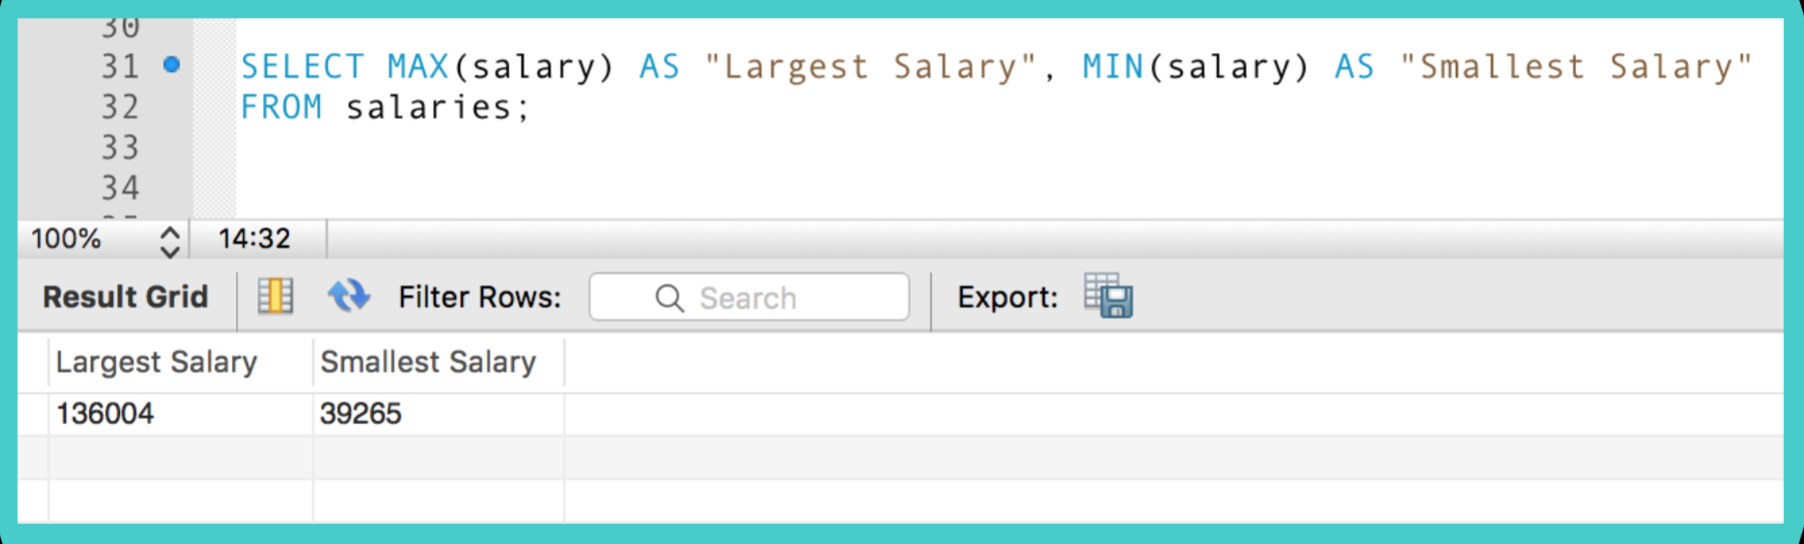 30
31 SELECT MAX(salary) AS "Largest Salary", MIN(salary) AS "Smallest Salary"
32 FROM salaries;
33
34
100% 14:32
Result Grid Filter Rows: Search Export:
Largest Salary Smallest Salary
136004 39265